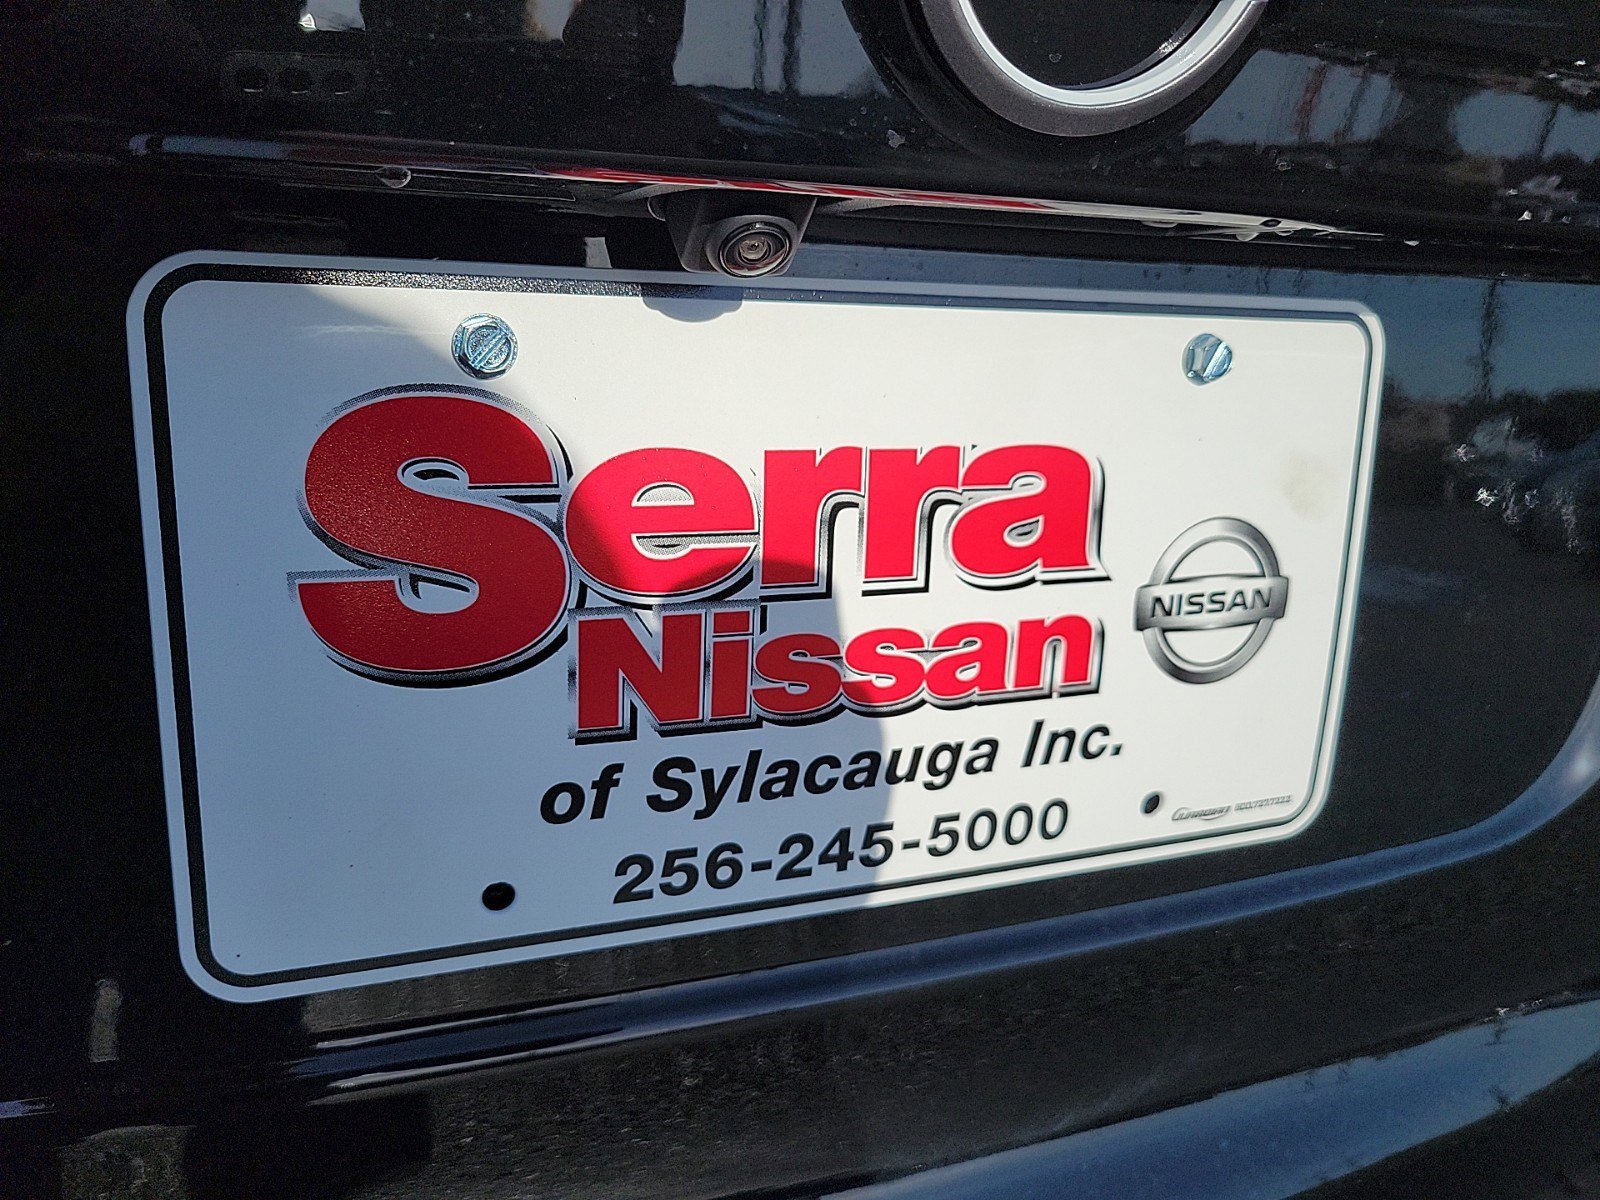 Serra
Nissan
NISSAN
of Sylacauga Inc.
256-245-5000